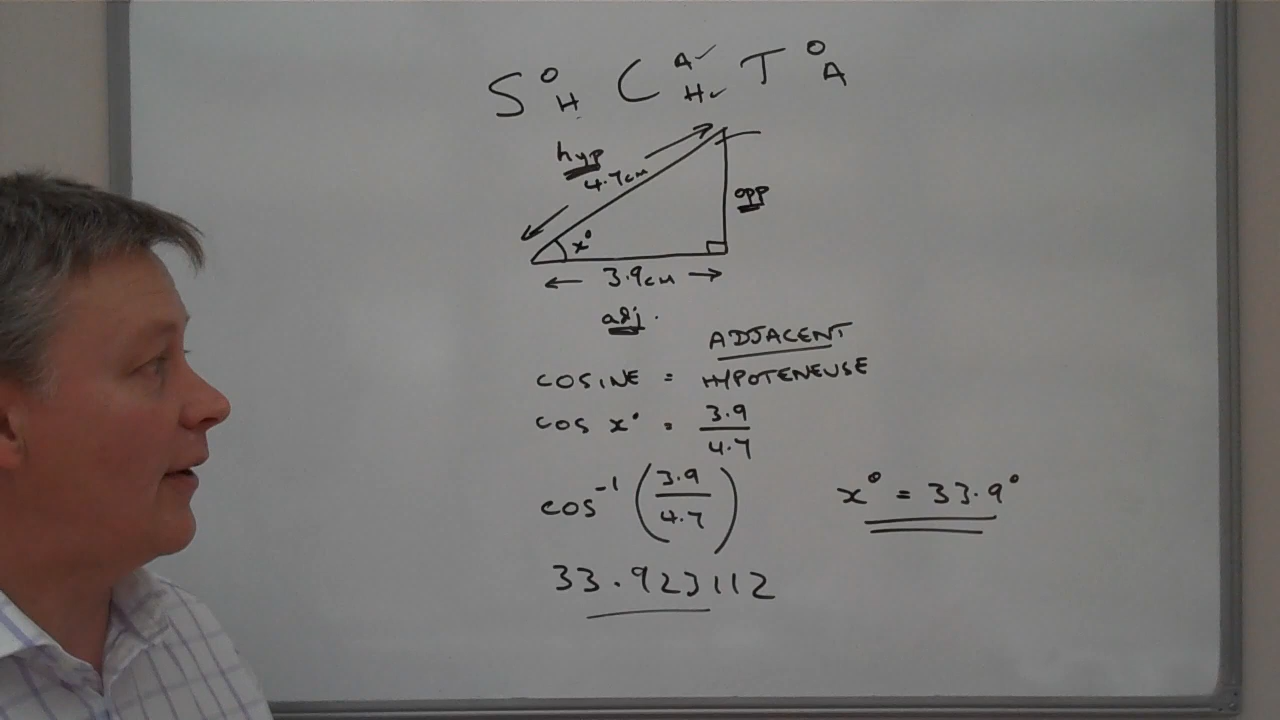 S O H C A✓ H✓ T O A
hyp
4.7cm
opp
x°
3.9cm
adj.
COSINE = ADJACENT / HYPOTENEUSE
cos x° = 3.9 / 4.7
cos⁻¹ (3.9 / 4.7)
x° = 33.9°
33.923112